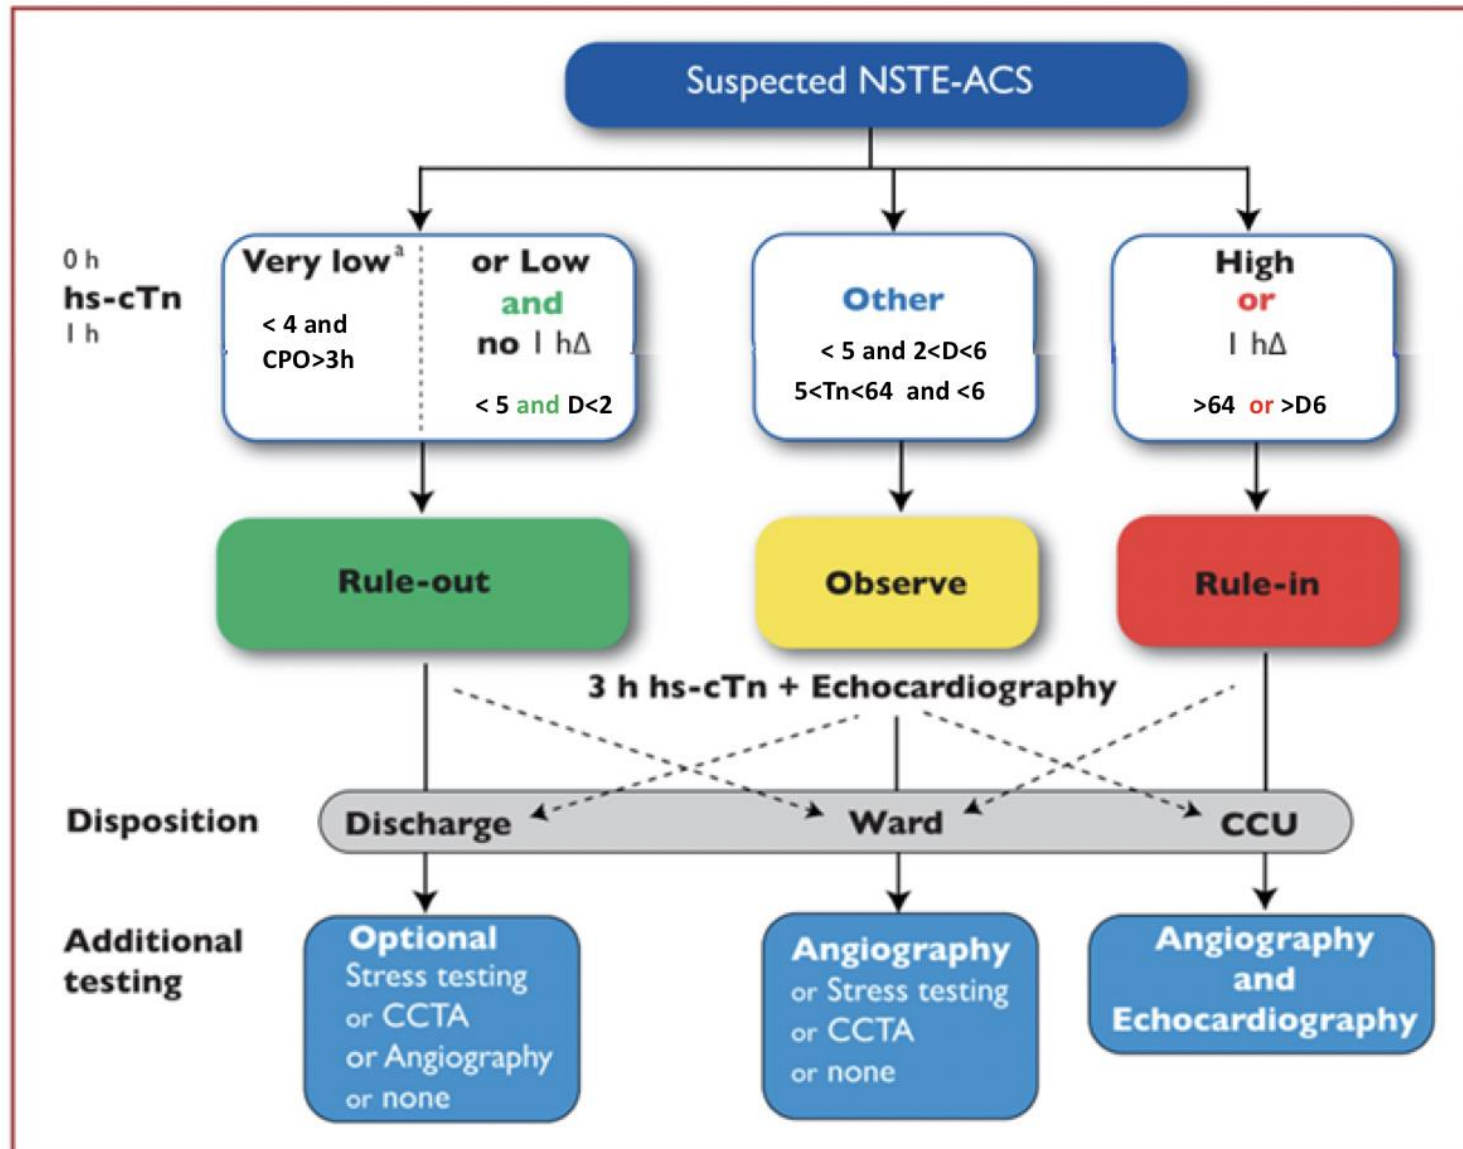 Suspected NSTE-ACS
0 h
hs-cTn
1 h
Very lowᵃ
< 4 and
CPO>3h
or Low
and
no 1 hΔ
< 5 and D<2
Other
< 5 and 2<D<6
5<Tn<64 and <6
High
or
1 hΔ
>64 or >D6
Rule-out
Observe
Rule-in
3 h hs-cTn + Echocardiography
Disposition
Discharge
Ward
CCU
Additional
testing
Optional
Stress testing
or CCTA
or Angiography
or none
Angiography
or Stress testing
or CCTA
or none
Angiography
and
Echocardiography